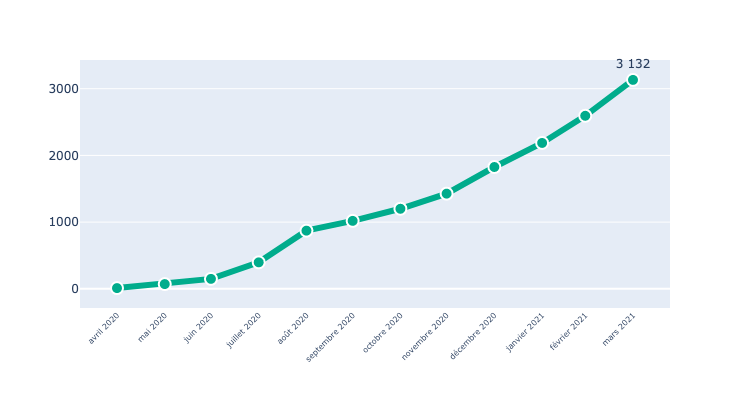 3 132
3000
2000
1000
0
avril 2020
mai 2020
juin 2020
juillet 2020
août 2020
septembre 2020
octobre 2020
novembre 2020
décembre 2020
janvier 2021
février 2021
mars 2021